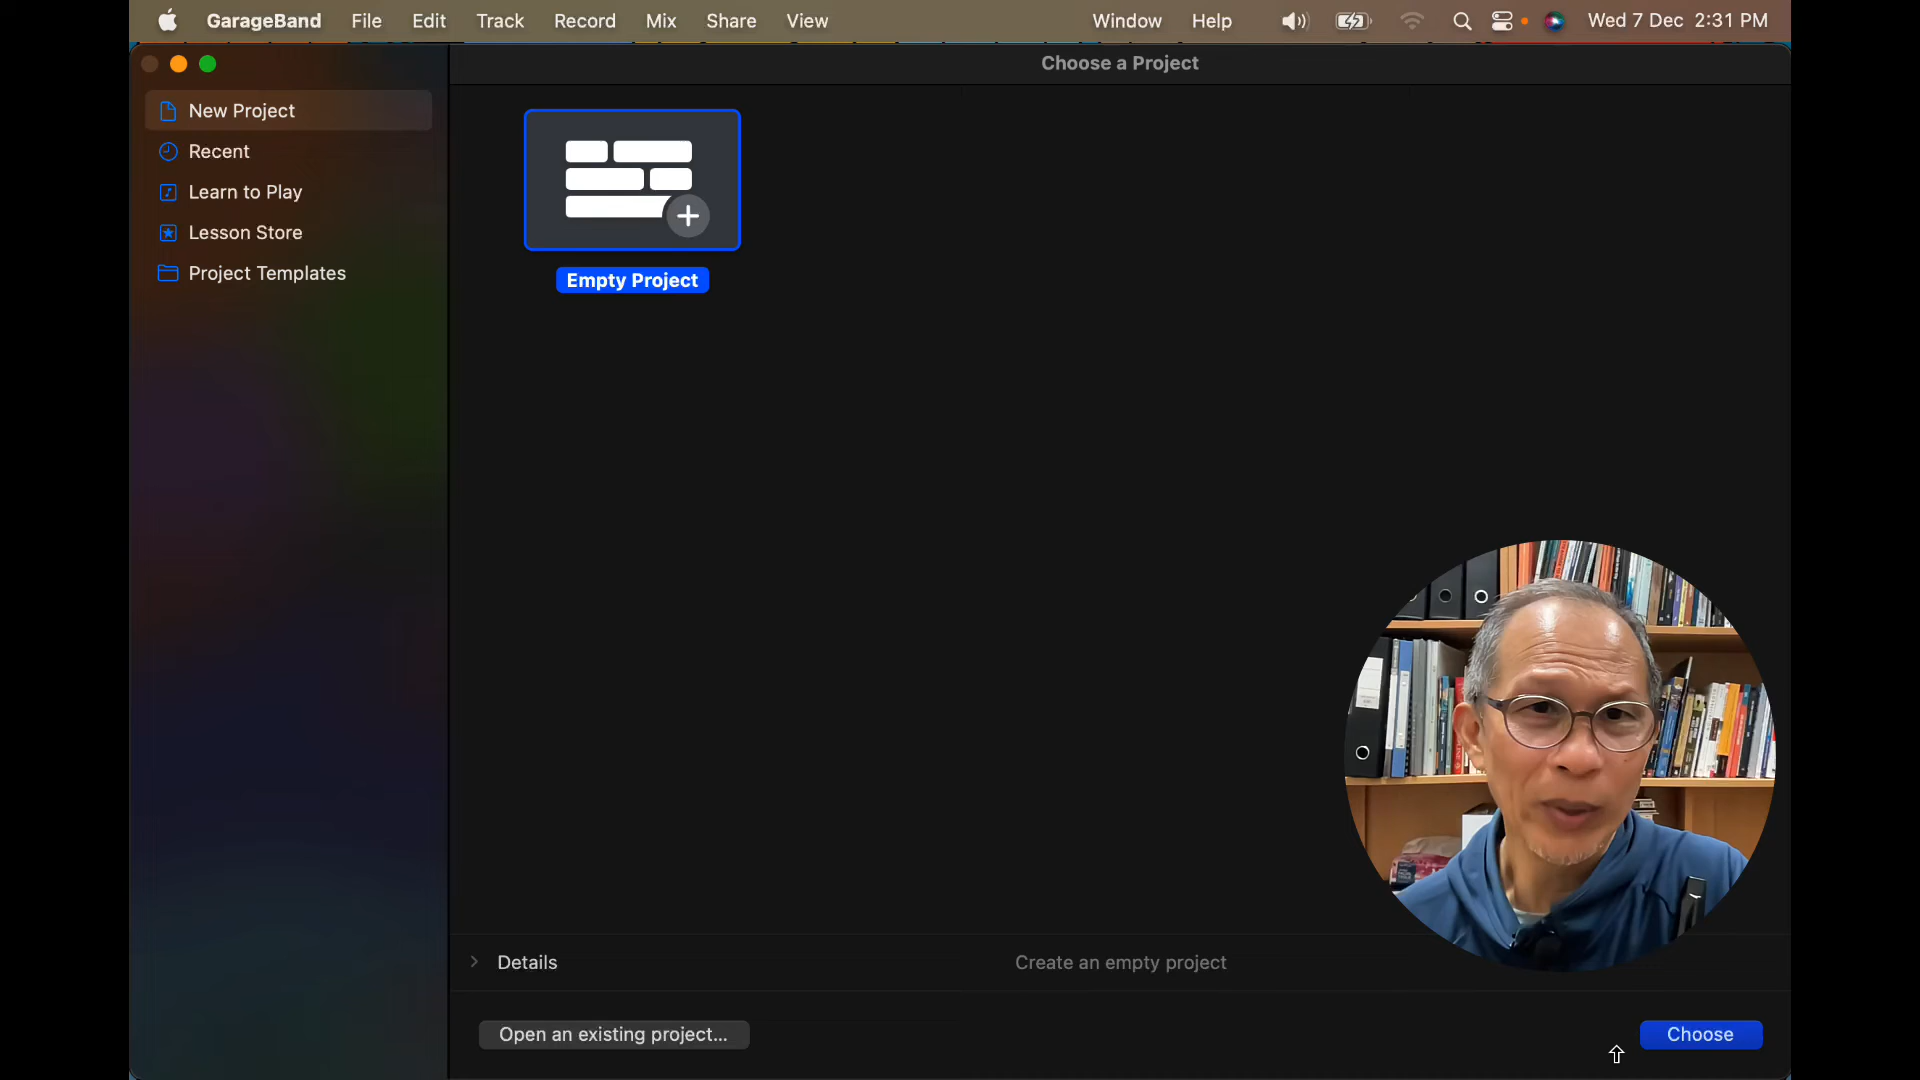 GarageBand File Edit Track Record Mix Share View Window Help Wed 7 Dec 2:31 PM
Choose a Project
New Project
Recent
Learn to Play
Lesson Store
Project Templates
Empty Project
Details
Create an empty project
Open an existing project...
Choose